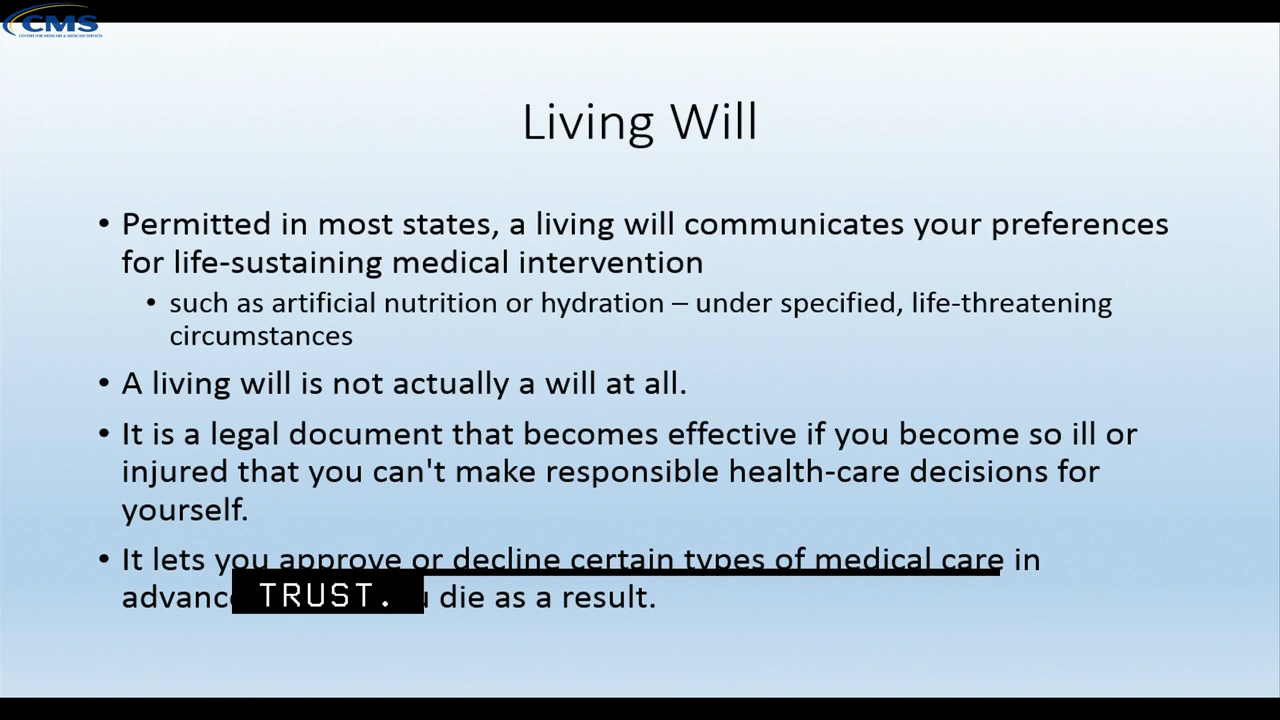 CMS
CENTERS FOR MEDICARE & MEDICAID SERVICES
Living Will
• Permitted in most states, a living will communicates your preferences
for life-sustaining medical intervention
• such as artificial nutrition or hydration – under specified, life-threatening
circumstances
• A living will is not actually a will at all.
• It is a legal document that becomes effective if you become so ill or
injured that you can't make responsible health-care decisions for
yourself.
• It lets you approve or decline certain types of medical care in
TRUST.
die as a result.